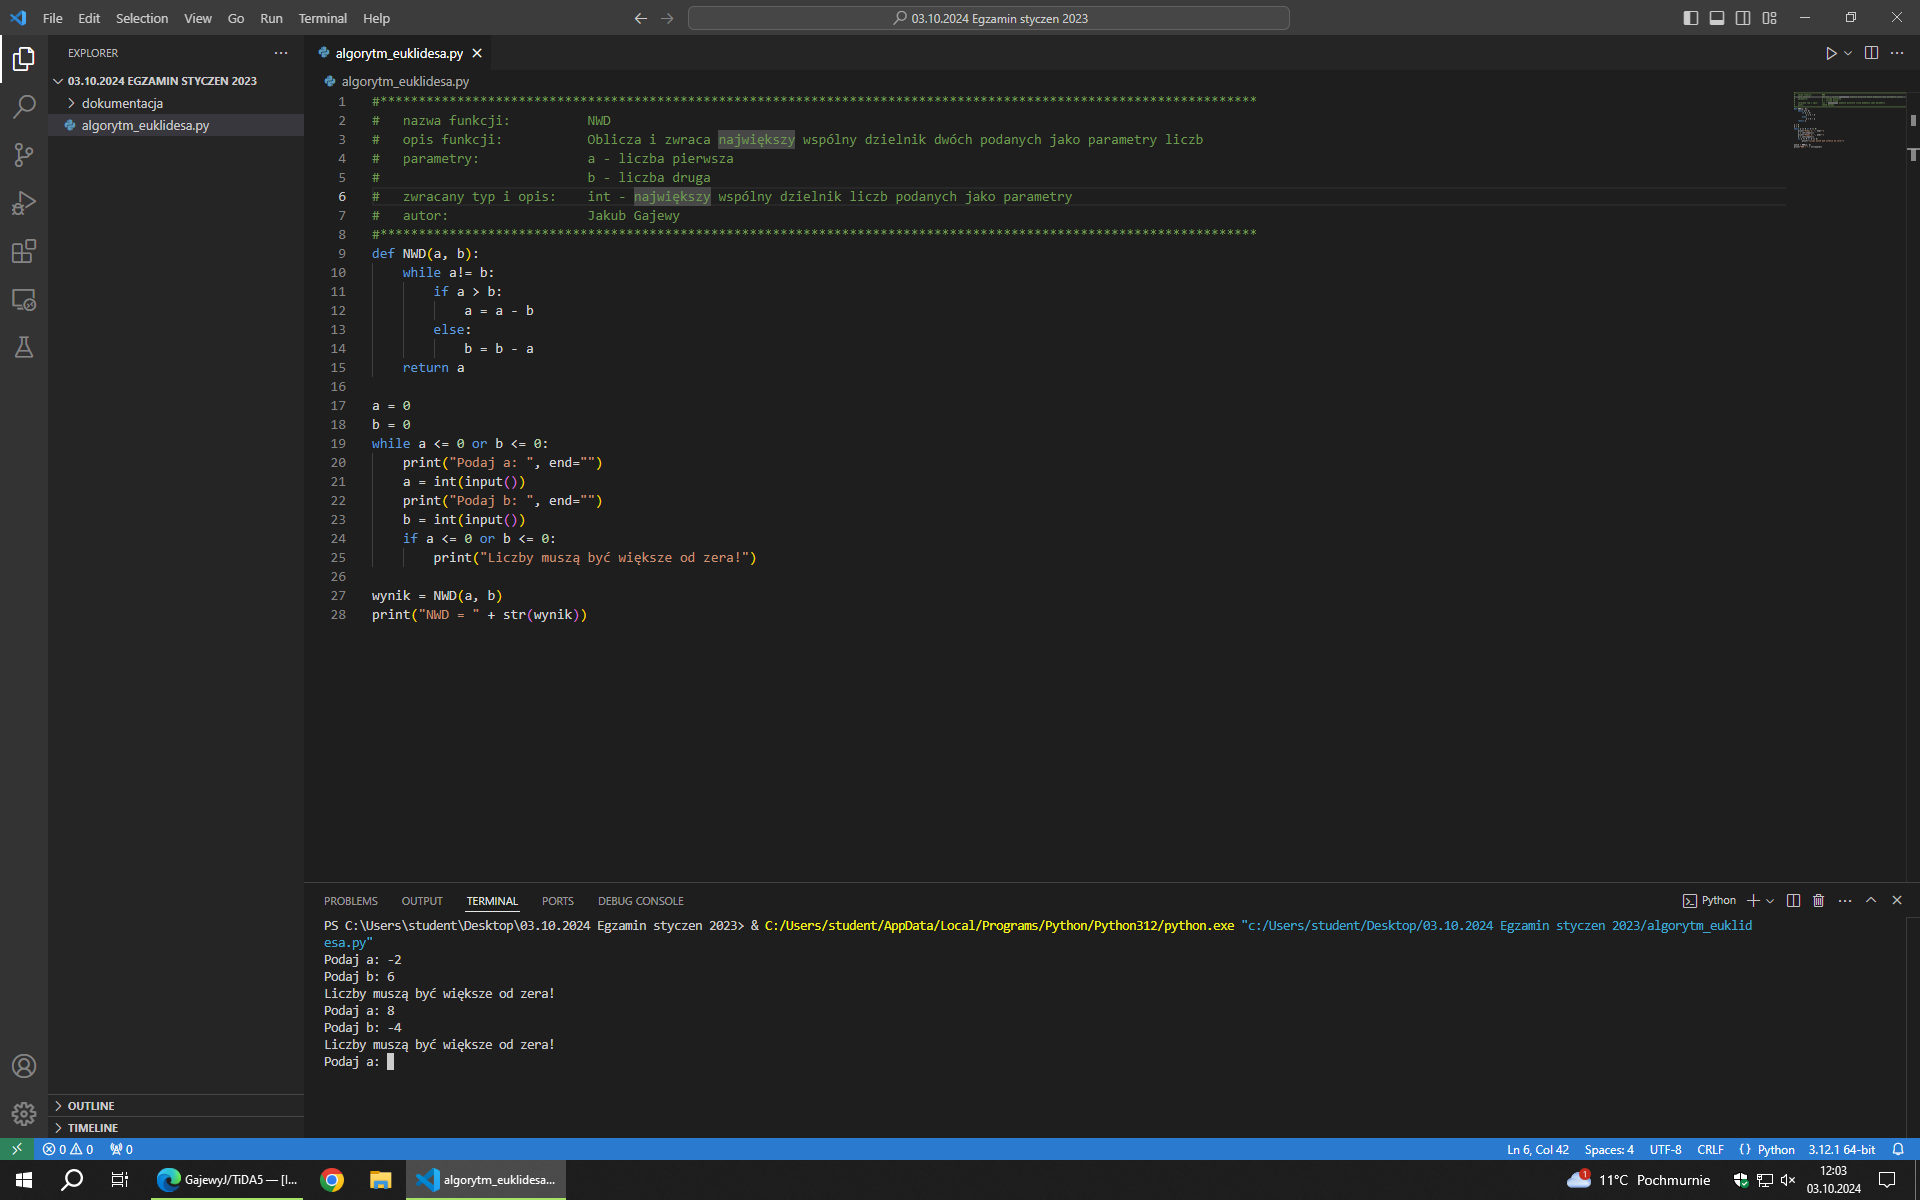 File Edit Selection View Go Run Terminal Help
03.10.2024 Egzamin styczen 2023
EXPLORER
03.10.2024 EGZAMIN STYCZEN 2023
dokumentacja
algorytm_euklidesa.py
OUTLINE
TIMELINE
algorytm_euklidesa.py
algorytm_euklidesa.py
1 #******************************************************************************************************************
2 #   nazwa funkcji:          NWD
3 #   opis funkcji:           Oblicza i zwraca największy wspólny dzielnik dwóch podanych jako parametry liczb
4 #   parametry:              a - liczba pierwsza
5 #                           b - liczba druga
6 #   zwracany typ i opis:    int - największy wspólny dzielnik liczb podanych jako parametry
7 #   autor:                  Jakub Gajewy
8 #******************************************************************************************************************
9 def NWD(a, b):
10     while a!= b:
11         if a > b:
12             a = a - b
13         else:
14             b = b - a
15     return a
16
17 a = 0
18 b = 0
19 while a <= 0 or b <= 0:
20     print("Podaj a: ", end="")
21     a = int(input())
22     print("Podaj b: ", end="")
23     b = int(input())
24     if a <= 0 or b <= 0:
25         print("Liczby muszą być większe od zera!")
26
27 wynik = NWD(a, b)
28 print("NWD = " + str(wynik))
PROBLEMS OUTPUT TERMINAL PORTS DEBUG CONSOLE
Python
PS C:\Users\student\Desktop\03.10.2024 Egzamin styczen 2023> & C:/Users/student/AppData/Local/Programs/Python/Python312/python.exe "c:/Users/student/Desktop/03.10.2024 Egzamin styczen 2023/algorytm_euklid
esa.py"
Podaj a: -2
Podaj b: 6
Liczby muszą być większe od zera!
Podaj a: 8
Podaj b: -4
Liczby muszą być większe od zera!
Podaj a:
0 0 0
Ln 6, Col 42 Spaces: 4 UTF-8 CRLF {} Python 3.12.1 64-bit
GajewyJ/TiDA5 — [I...
algorytm_euklidesa...
1
11°C Pochmurnie
12:03
03.10.2024